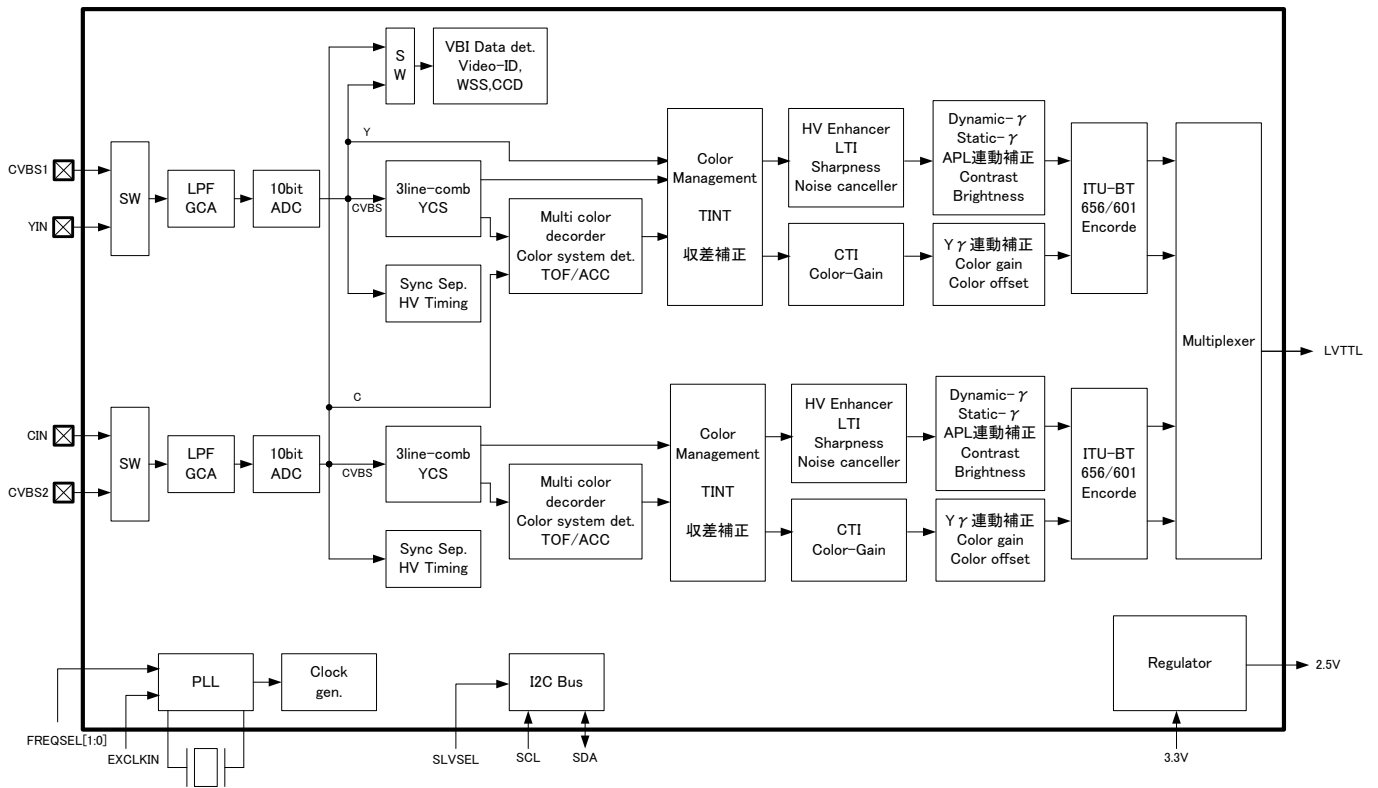 S
W
VBI Data det.
Video-ID,
WSS,CCD
CVBS1
YIN
SW
LPF
GCA
10bit
ADC
Y
CVBS
3line-comb
YCS
Multi color
decorder
Color system det.
TOF/ACC
Sync Sep.
HV Timing
Color
Management
TINT
収差補正
HV Enhancer
LTI
Sharpness
Noise canceller
CTI
Color-Gain
Dynamic-γ
Static-γ
APL連動補正
Contrast
Brightness
Yγ連動補正
Color gain
Color offset
ITU-BT
656/601
Encorde
Multiplexer
LVTTL
C
CIN
CVBS2
SW
LPF
GCA
10bit
ADC
CVBS
3line-comb
YCS
Multi color
decorder
Color system det.
TOF/ACC
Sync Sep.
HV Timing
Color
Management
TINT
収差補正
HV Enhancer
LTI
Sharpness
Noise canceller
CTI
Color-Gain
Dynamic-γ
Static-γ
APL連動補正
Contrast
Brightness
Yγ連動補正
Color gain
Color offset
ITU-BT
656/601
Encorde
PLL
Clock
gen.
I2C Bus
Regulator
2.5V
FREQSEL[1:0]
EXCLKIN
SLVSEL
SCL
SDA
3.3V